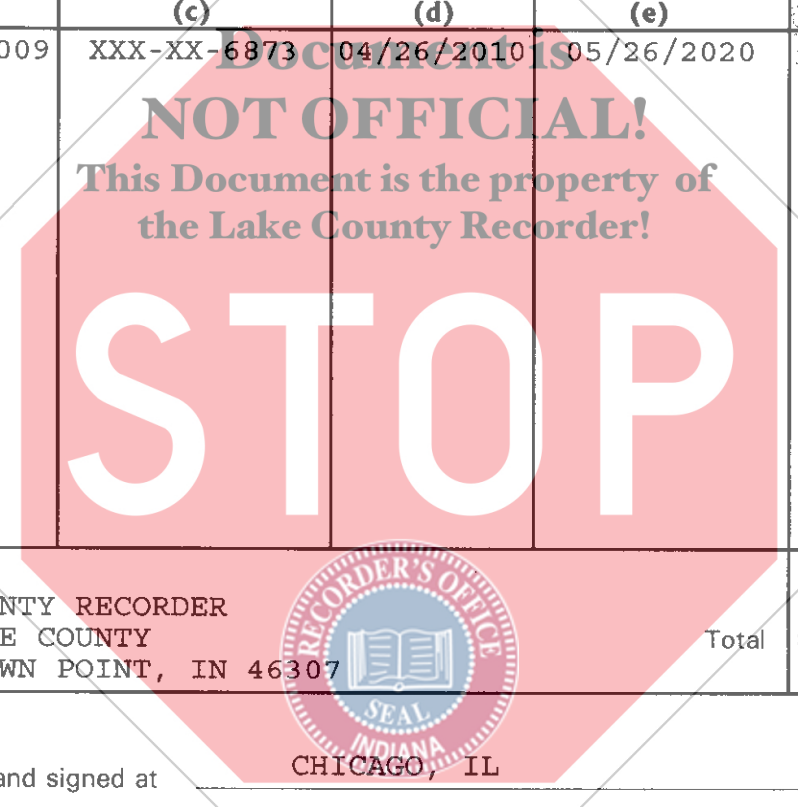 (c) (d) (e)
009 XXX-XX-6873 04/26/2010 05/26/2020
Document is
NOT OFFICIAL!
This Document is the property of
the Lake County Recorder!
STOP
NTY RECORDER
E COUNTY
WN POINT, IN 46307
Total
RECORDER'S OFFICE
SEAL
INDIANA
and signed at CHICAGO, IL